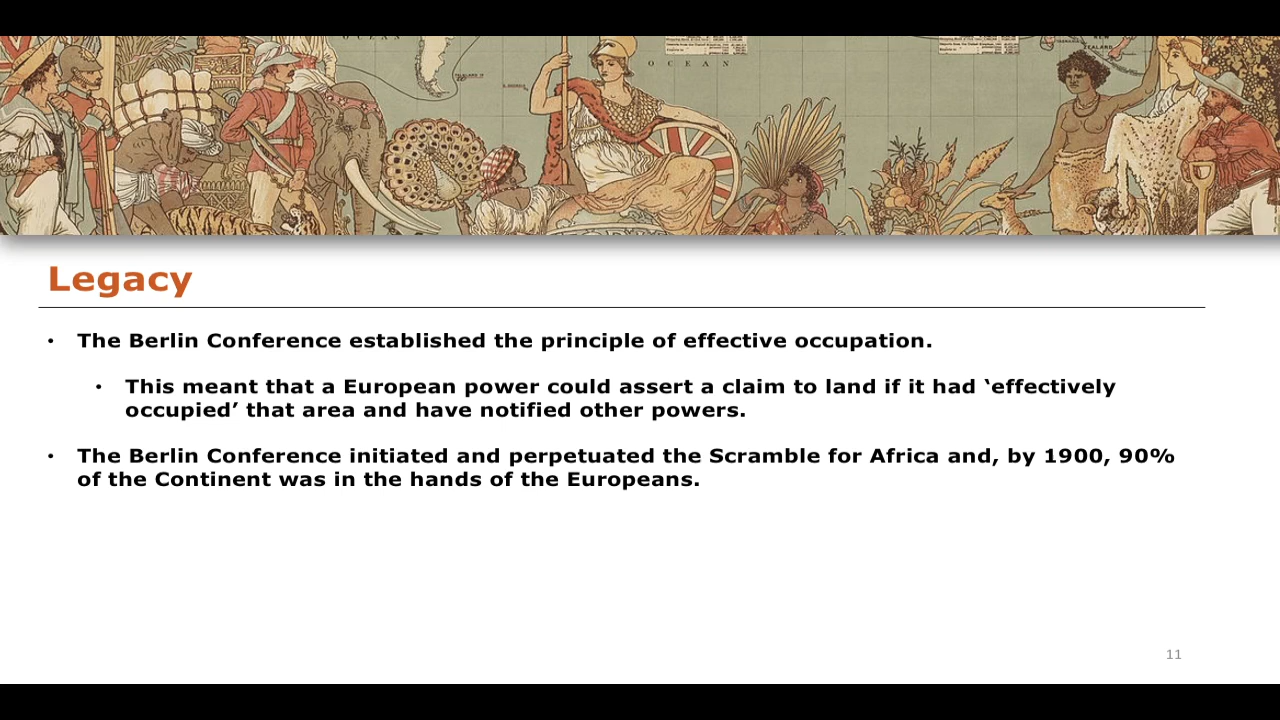 OCEAN
OCEAN
NEW
ZEALAND
Legacy
• The Berlin Conference established the principle of effective occupation.
• This meant that a European power could assert a claim to land if it had ‘effectively
occupied’ that area and have notified other powers.
• The Berlin Conference initiated and perpetuated the Scramble for Africa and, by 1900, 90%
of the Continent was in the hands of the Europeans.
11